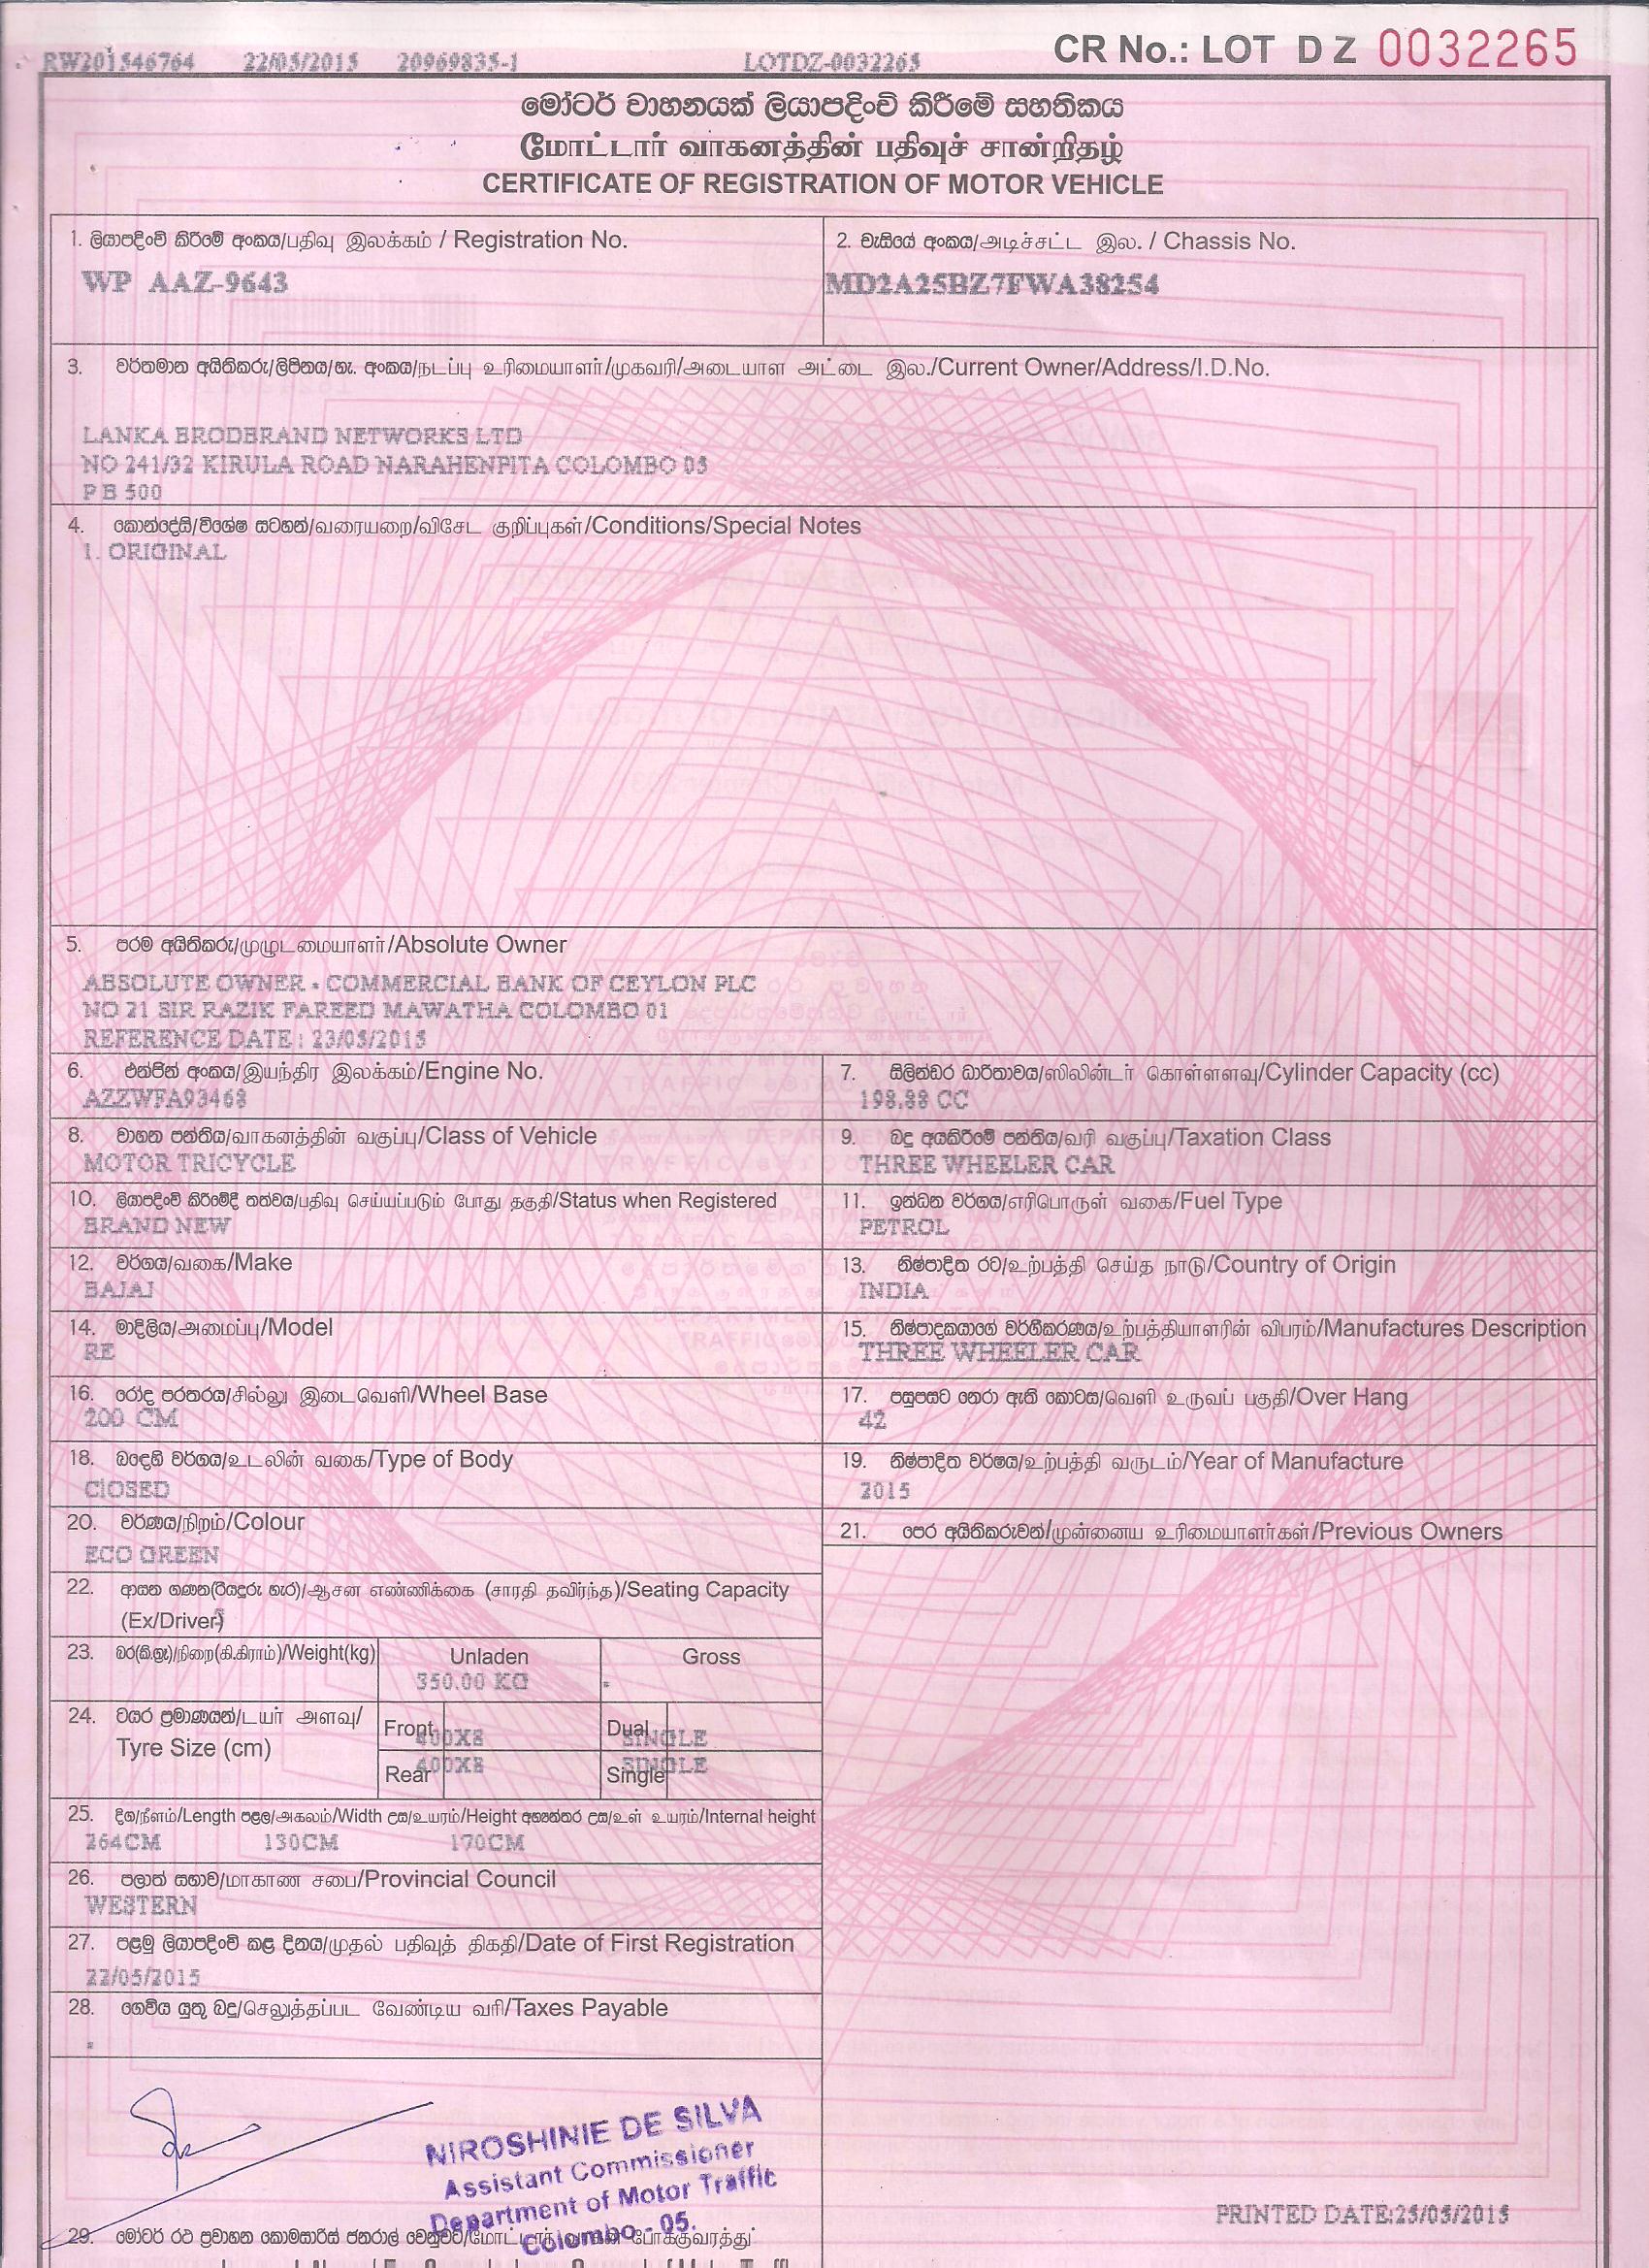 RW201546764 22/05/2015 20969835-1 LOTDZ-0032265 CR No.: LOT D Z 0032265
මෝටර් වාහනයක් ලියාපදිංචි කිරීමේ සහතිකය
மோட்டார் வாகனத்தின் பதிவுச் சான்றிதழ்
CERTIFICATE OF REGISTRATION OF MOTOR VEHICLE
1. ලියාපදිංචි කිරීමේ අංකය/பதிவு இலக்கம் / Registration No.
WP AAZ-9643
2. චැසියේ අංකය/அடிச்சட்ட இல. / Chassis No.
MD2A25BZ7FWA38254
3. වර්තමාන අයිතිකරු/ලිපිනය/හැ. අංකය/நடப்பு உரிமையாளர்/முகவரி/அடையாள அட்டை இல./Current Owner/Address/I.D.No.
LANKA BRODBRAND NETWORKS LTD
NO 241/32 KIRULA ROAD NARAHENPITA COLOMBO 05
P B 500
4. කොන්දේසි/විශේෂ සටහන්/வரையறை/விசேட குறிப்புகள்/Conditions/Special Notes
1. ORIGINAL
5. පරම අයිතිකරු/முழுடமையாளர்/Absolute Owner
ABSOLUTE OWNER - COMMERCIAL BANK OF CEYLON PLC
NO 21 SIR RAZIK FAREED MAWATHA COLOMBO 01
REFERENCE DATE : 23/05/2015
6. එන්ජින් අංකය/இயந்திர இலக்கம்/Engine No.
AZZWFA93468
7. සිලින්ඩර ධාරිතාවය/ஸிலின்டர் கொள்ளளவு/Cylinder Capacity (cc)
198.88 CC
8. වාහන පන්තිය/வாகனத்தின் வகுப்பு/Class of Vehicle
MOTOR TRICYCLE
9. බදු අයකිරීමේ පන්තිය/வரி வகுப்பு/Taxation Class
THREE WHEELER CAR
10. ලියාපදිංචි කිරීමේදී තත්වය/பதிவு செய்யப்படும் போது தகுதி/Status when Registered
BRAND NEW
11. ඉන්ධන වර්ගය/எரிபொருள் வகை/Fuel Type
PETROL
12. වර්ගය/வகை/Make
BAJAJ
13. නිෂ්පාදිත රට/உற்பத்தி செய்த நாடு/Country of Origin
INDIA
14. මාදිලිය/அமைப்பு/Model
RE
15. නිෂ්පාදකයාගේ වර්ගීකරණය/உற்பத்தியாளரின் விபரம்/Manufactures Description
THREE WHEELER CAR
16. රෝද පරතරය/சில்லு இடைவெளி/Wheel Base
200 CM
17. පසුපසට නෙරා ඇති කොටස/வெளி உருவப் பகுதி/Over Hang
42
18. බඳෙහි වර්ගය/உடலின் வகை/Type of Body
ClOSED
19. නිෂ්පාදිත වර්ෂය/உற்பத்தி வருடம்/Year of Manufacture
2015
20. වර්ණය/நிறம்/Colour
ECO GREEN
21. පෙර අයිතිකරුවන්/முன்னைய உரிமையாளர்கள்/Previous Owners
22. ආසන ගණන(රියදුරු හැර)/ஆசன எண்ணிக்கை (சாரதி தவிர்ந்த)/Seating Capacity
(Ex/Driver)
23. බර(කි.ග්‍රෑ)/நிறை(கி.கிராம்)/Weight(kg) Unladen Gross
350.00 KG -
24. ටයර ප්‍රමාණයන්/டயர் அளவு/
Tyre Size (cm)
Front 400X8 Dual SINGLE
Rear 400X8 Single SINGLE
25. දිග/நீளம்/Length පළල/அகலம்/Width උස/உயரம்/Height අභ්‍යන්තර උස/உள் உயரம்/Internal height
264CM 130CM 170CM
26. පලාත් සභාව/மாகாண சபை/Provincial Council
WESTERN
27. පළමු ලියාපදිංචි කළ දිනය/முதல் பதிவுத் திகதி/Date of First Registration
22/05/2015
28. ගෙවිය යුතු බදු/செலுத்தப்பட வேண்டிய வரி/Taxes Payable
-
NIROSHINIE DE SILVA
Assistant Commissioner
Department of Motor Traffic
Colombo - 05.
PRINTED DATE:25/05/2015
29. මෝටර් රථ ප්‍රවාහන කොමසාරිස් ජනරාල් වෙනුවට/மோட்டார் வாகன போக்குவரத்து